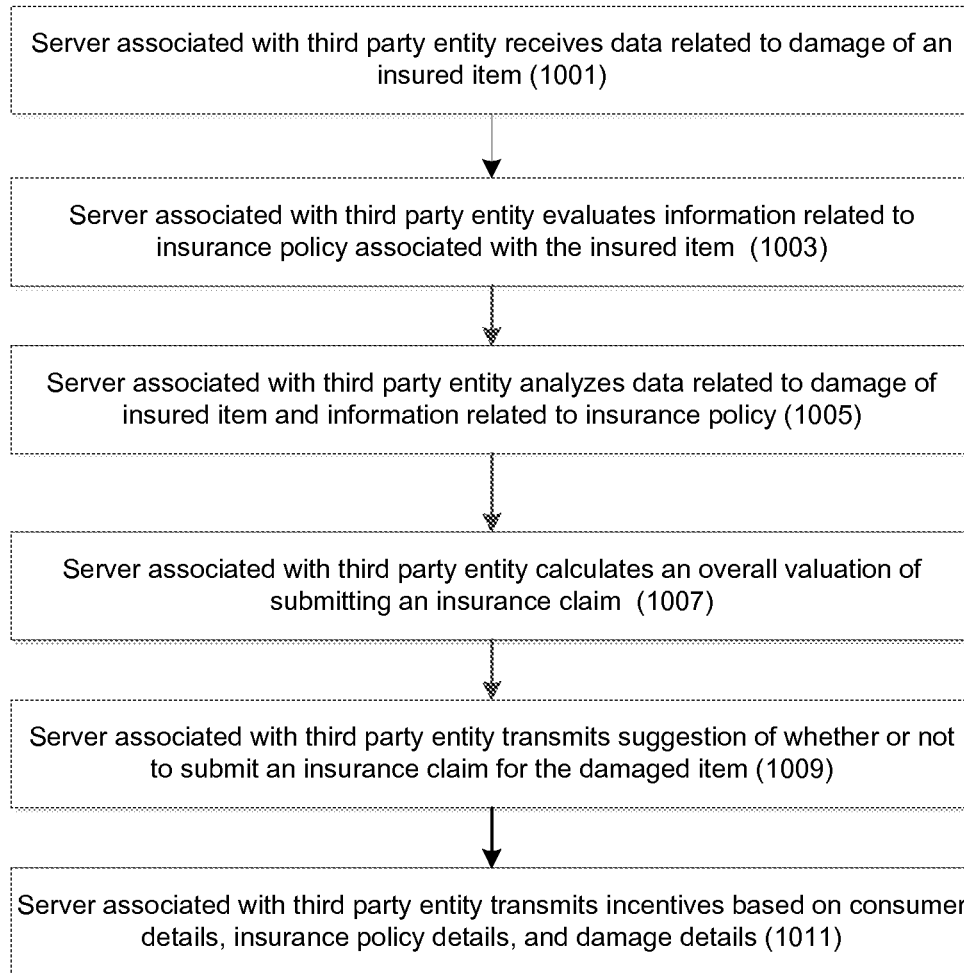 Server associated with third party entity receives data related to damage of an
insured item (1001)
Server associated with third party entity evaluates information related to
insurance policy associated with the insured item (1003)
Server associated with third party entity analyzes data related to damage of
insured item and information related to insurance policy (1005)
Server associated with third party entity calculates an overall valuation of
submitting an insurance claim (1007)
Server associated with third party entity transmits suggestion of whether or not
to submit an insurance claim for the damaged item (1009)
Server associated with third party entity transmits incentives based on consumer
details, insurance policy details, and damage details (1011)